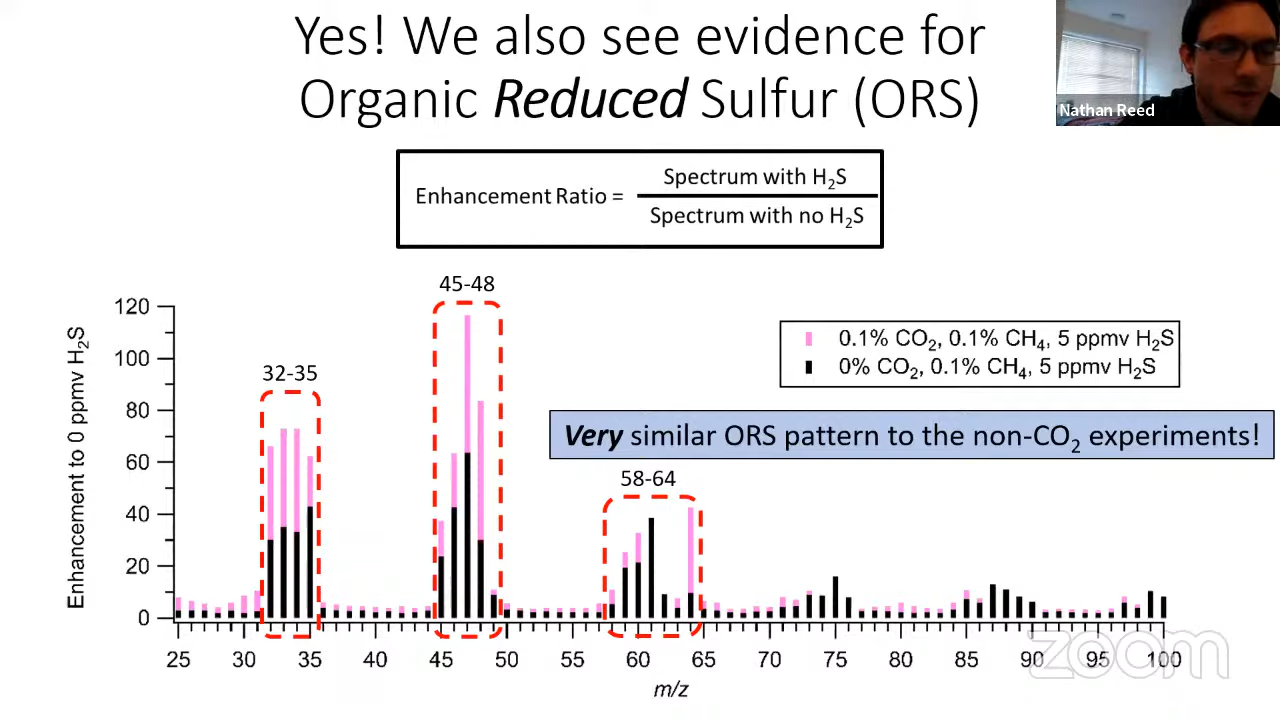 Yes! We also see evidence for
Organic Reduced Sulfur (ORS)
Nathan Reed
Enhancement Ratio =
Spectrum with H₂S
Spectrum with no H₂S
45-48
32-35
58-64
0.1% CO₂, 0.1% CH₄, 5 ppmv H₂S
0% CO₂, 0.1% CH₄, 5 ppmv H₂S
Very similar ORS pattern to the non-CO₂ experiments!
Enhancement to 0 ppmv H₂S
120
100
80
60
40
20
0
25 30 35 40 45 50 55 60 65 70 75 80 85 90 95 100
m/z
zoom